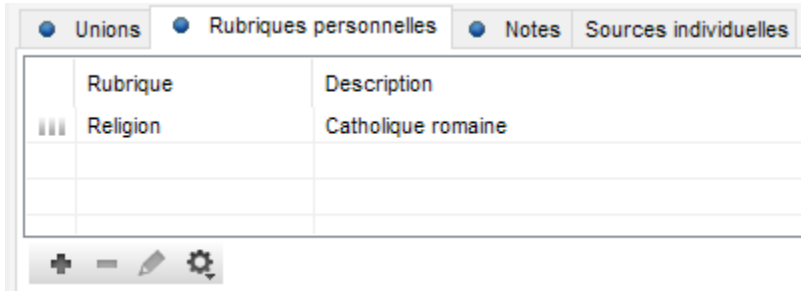 Unions Rubriques personnelles Notes Sources individuelles
Rubrique Description
Religion Catholique romaine